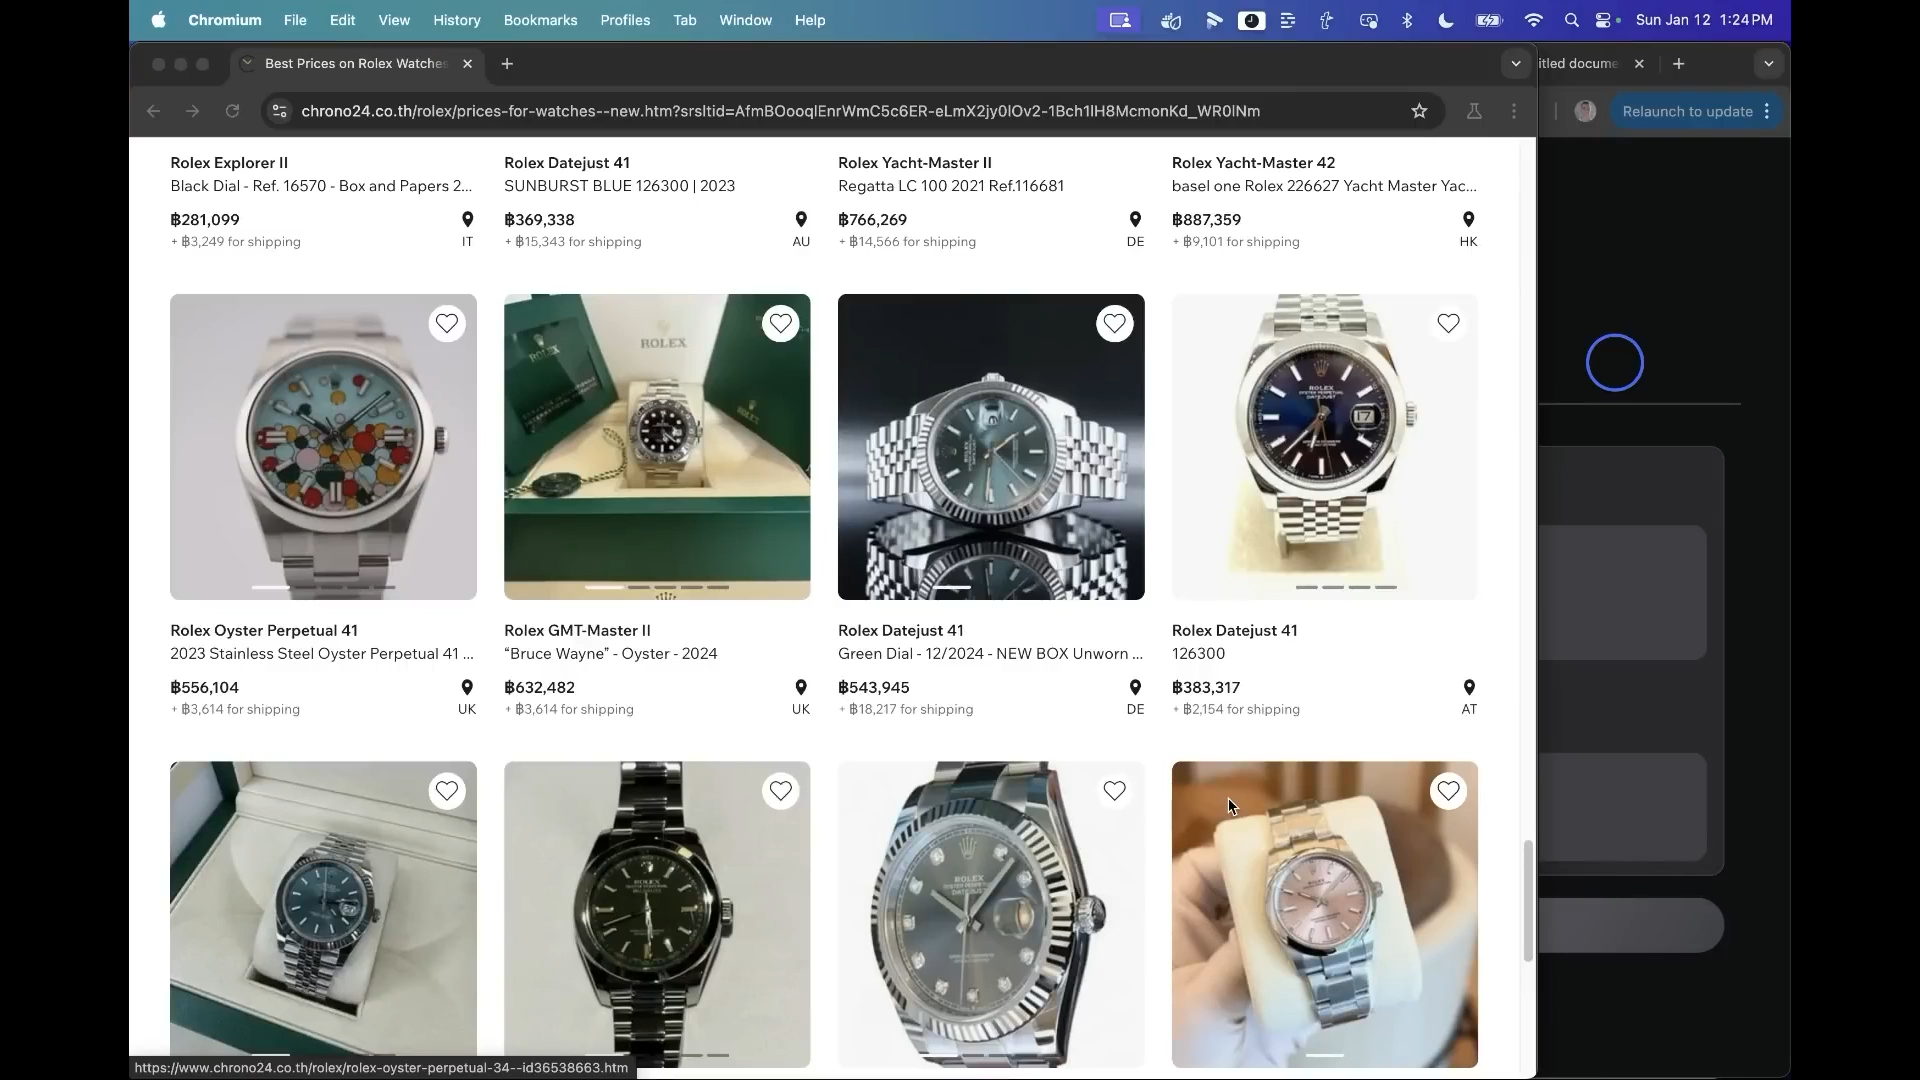 Chromium File Edit View History Bookmarks Profiles Tab Window Help Sun Jan 12 1:24 PM
Best Prices on Rolex Watches
itled docume
chrono24.co.th/rolex/prices-for-watches--new.htm?srsltid=AfmBOooqlEnrWmC5c6ER-eLmX2jy0lOv2-1Bch1lH8McmonKd_WR0lNm
Relaunch to update
Rolex Explorer II
Black Dial - Ref. 16570 - Box and Papers 2...
฿281,099
+ ฿3,249 for shipping
IT
Rolex Datejust 41
SUNBURST BLUE 126300 | 2023
฿369,338
+ ฿15,343 for shipping
AU
Rolex Yacht-Master II
Regatta LC 100 2021 Ref.116681
฿766,269
+ ฿14,566 for shipping
DE
Rolex Yacht-Master 42
basel one Rolex 226627 Yacht Master Yac...
฿887,359
+ ฿9,101 for shipping
HK
ROLEX
ROLEX
DATEJUST
17
Rolex Oyster Perpetual 41
2023 Stainless Steel Oyster Perpetual 41 ...
฿556,104
+ ฿3,614 for shipping
UK
Rolex GMT-Master II
“Bruce Wayne” - Oyster - 2024
฿632,482
+ ฿3,614 for shipping
UK
Rolex Datejust 41
Green Dial - 12/2024 - NEW BOX Unworn ...
฿543,945
+ ฿18,217 for shipping
DE
Rolex Datejust 41
126300
฿383,317
+ ฿2,154 for shipping
AT
ROLEX
ROLEX
https://www.chrono24.co.th/rolex/rolex-oyster-perpetual-34--id36538663.htm